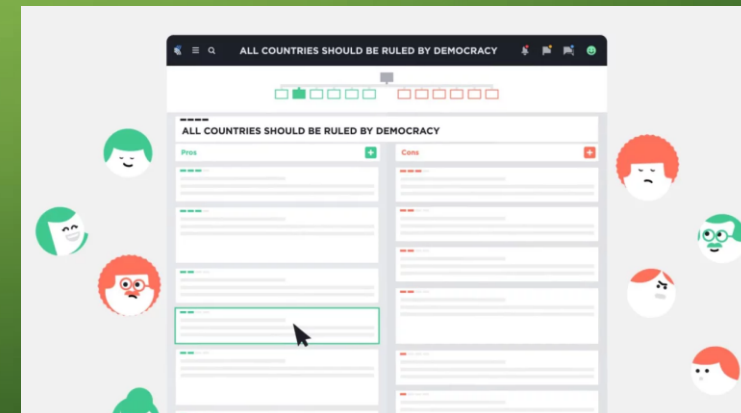 ALL COUNTRIES SHOULD BE RULED BY DEMOCRACY
ALL COUNTRIES SHOULD BE RULED BY DEMOCRACY
Pros
Cons